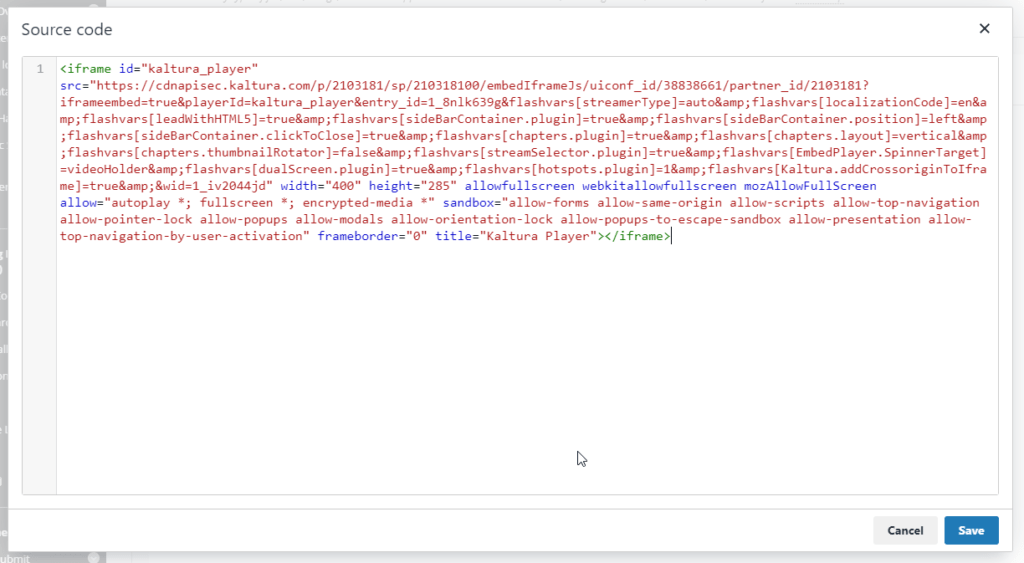 Source code
1
<iframe id="kaltura_player"
src="https://cdnapisec.kaltura.com/p/2103181/sp/210318100/embedIframeJs/uiconf_id/38838661/partner_id/2103181?
iframeembed=true&playerId=kaltura_player&entry_id=1_8nlk639g&flashvars[streamerType]=auto&amp;flashvars[localizationCode]=en&a
mp;flashvars[leadWithHTML5]=true&amp;flashvars[sideBarContainer.plugin]=true&amp;flashvars[sideBarContainer.position]=left&amp
;flashvars[sideBarContainer.clickToClose]=true&amp;flashvars[chapters.plugin]=true&amp;flashvars[chapters.layout]=vertical&amp
;flashvars[chapters.thumbnailRotator]=false&amp;flashvars[streamSelector.plugin]=true&amp;flashvars[EmbedPlayer.SpinnerTarget]
=videoHolder&amp;flashvars[dualScreen.plugin]=true&amp;flashvars[hotspots.plugin]=1&amp;flashvars[Kaltura.addCrossoriginToIfra
me]=true&amp;&wid=1_iv2044jd" width="400" height="285" allowfullscreen webkitallowfullscreen mozAllowFullScreen
allow="autoplay *; fullscreen *; encrypted-media *" sandbox="allow-forms allow-same-origin allow-scripts allow-top-navigation
allow-pointer-lock allow-popups allow-modals allow-orientation-lock allow-popups-to-escape-sandbox allow-presentation allow-
top-navigation-by-user-activation" frameborder="0" title="Kaltura Player"></iframe>
Cancel
Save